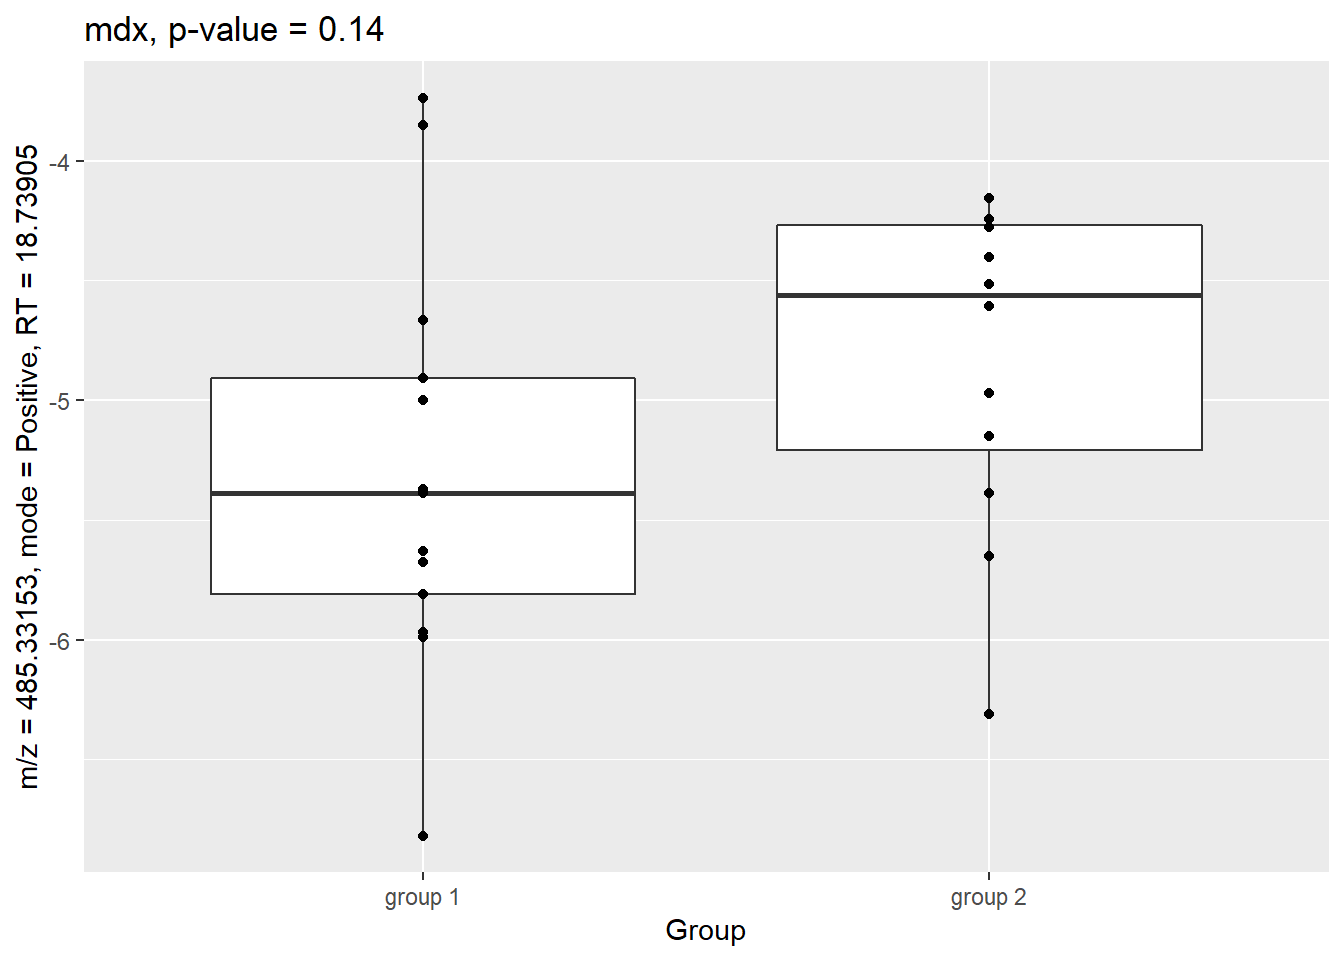 mdx, p-value = 0.14
m/z = 485.33153, mode = Positive, RT = 18.73905
-4
-5
-6
group 1
group 2
Group